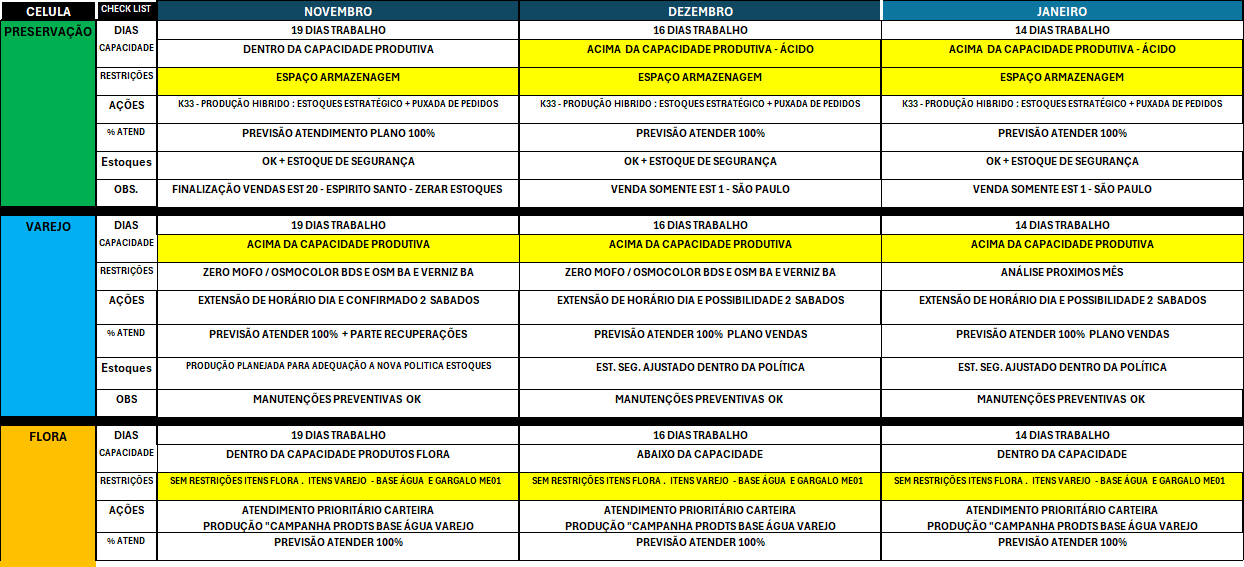 CELULA CHECK LIST NOVEMBRO DEZEMBRO JANEIRO
PRESERVAÇÃO DIAS 19 DIAS TRABALHO 16 DIAS TRABALHO 14 DIAS TRABALHO
CAPACIDADE DENTRO DA CAPACIDADE PRODUTIVA ACIMA DA CAPACIDADE PRODUTIVA - ÁCIDO ACIMA DA CAPACIDADE PRODUTIVA - ÁCIDO
RESTRIÇÕES ESPAÇO ARMAZENAGEM ESPAÇO ARMAZENAGEM ESPAÇO ARMAZENAGEM
AÇÕES K33 - PRODUÇÃO HIBRIDO : ESTOQUES ESTRATÉGICO + PUXADA DE PEDIDOS K33 - PRODUÇÃO HIBRIDO : ESTOQUES ESTRATÉGICO + PUXADA DE PEDIDOS K33 - PRODUÇÃO HIBRIDO : ESTOQUES ESTRATÉGICO + PUXADA DE PEDIDOS
% ATEND PREVISÃO ATENDIMENTO PLANO 100% PREVISÃO ATENDER 100% PREVISÃO ATENDER 100%
Estoques OK + ESTOQUE DE SEGURANÇA OK + ESTOQUE DE SEGURANÇA OK + ESTOQUE DE SEGURANÇA
OBS. FINALIZAÇÃO VENDAS EST 20 - ESPIRITO SANTO - ZERAR ESTOQUES VENDA SOMENTE EST 1 - SÃO PAULO VENDA SOMENTE EST 1 - SÃO PAULO
VAREJO DIAS 19 DIAS TRABALHO 16 DIAS TRABALHO 14 DIAS TRABALHO
CAPACIDADE ACIMA DA CAPACIDADE PRODUTIVA ACIMA DA CAPACIDADE PRODUTIVA ACIMA DA CAPACIDADE PRODUTIVA
RESTRIÇÕES ZERO MOFO / OSMOCOLOR BDS E OSM BA E VERNIZ BA ZERO MOFO / OSMOCOLOR BDS E OSM BA E VERNIZ BA ANÁLISE PROXIMOS MÊS
AÇÕES EXTENSÃO DE HORÁRIO DIA E CONFIRMADO 2 SABADOS EXTENSÃO DE HORÁRIO DIA E POSSIBILIDADE 2 SABADOS EXTENSÃO DE HORÁRIO DIA E POSSIBILIDADE 2 SABADOS
% ATEND PREVISÃO ATENDER 100% + PARTE RECUPERAÇÕES PREVISÃO ATENDER 100% PLANO VENDAS PREVISÃO ATENDER 100% PLANO VENDAS
Estoques PRODUÇÃO PLANEJADA PARA ADEQUAÇÃO A NOVA POLITICA ESTOQUES EST. SEG. AJUSTADO DENTRO DA POLÍTICA EST. SEG. AJUSTADO DENTRO DA POLÍTICA
OBS MANUTENÇÕES PREVENTIVAS OK MANUTENÇÕES PREVENTIVAS OK MANUTENÇÕES PREVENTIVAS OK
FLORA DIAS 19 DIAS TRABALHO 16 DIAS TRABALHO 14 DIAS TRABALHO
CAPACIDADE DENTRO DA CAPACIDADE PRODUTOS FLORA ABAIXO DA CAPACIDADE DENTRO DA CAPACIDADE
RESTRIÇÕES SEM RESTRIÇÕES ITENS FLORA . ITENS VAREJO - BASE ÁGUA E GARGALO ME01 SEM RESTRIÇÕES ITENS FLORA . ITENS VAREJO - BASE ÁGUA E GARGALO ME01 SEM RESTRIÇÕES ITENS FLORA . ITENS VAREJO - BASE ÁGUA E GARGALO ME01
AÇÕES ATENDIMENTO PRIORITÁRIO CARTEIRA ATENDIMENTO PRIORITÁRIO CARTEIRA ATENDIMENTO PRIORITÁRIO CARTEIRA
PRODUÇÃO "CAMPANHA PRODTS BASE ÁGUA VAREJO PRODUÇÃO "CAMPANHA PRODTS BASE ÁGUA VAREJO PRODUÇÃO "CAMPANHA PRODTS BASE ÁGUA VAREJO
% ATEND PREVISÃO ATENDER 100% PREVISÃO ATENDER 100% PREVISÃO ATENDER 100%